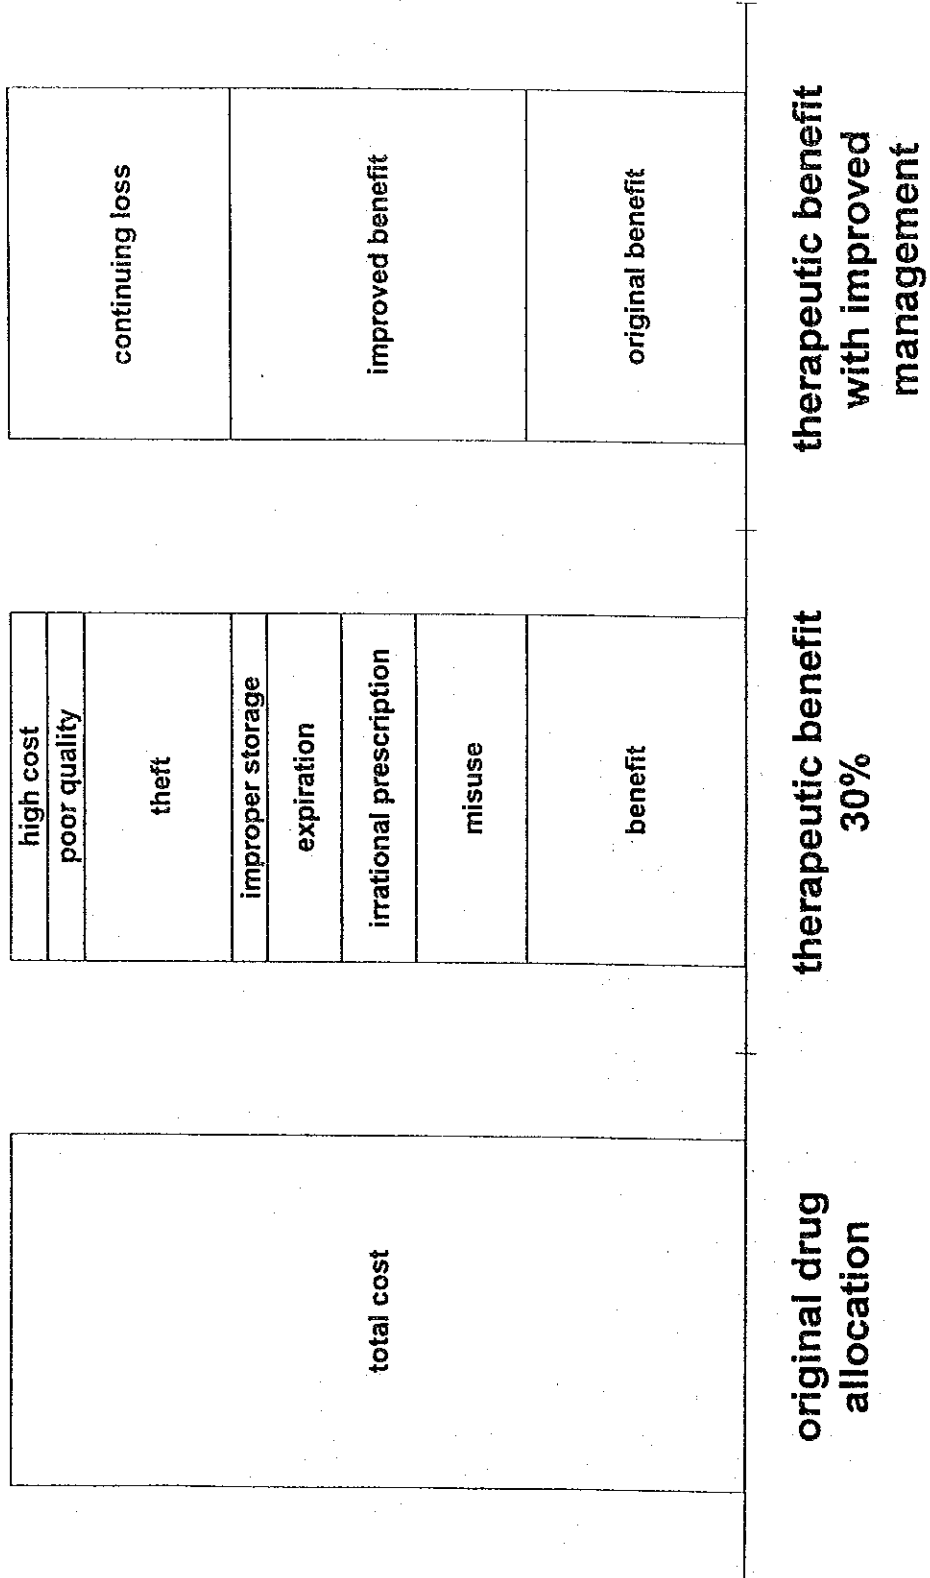 total cost
original drug
allocation
high cost
poor quality
theft
improper storage
expiration
irrational prescription
misuse
benefit
therapeutic benefit
30%
continuing loss
improved benefit
original benefit
therapeutic benefit
with improved
management